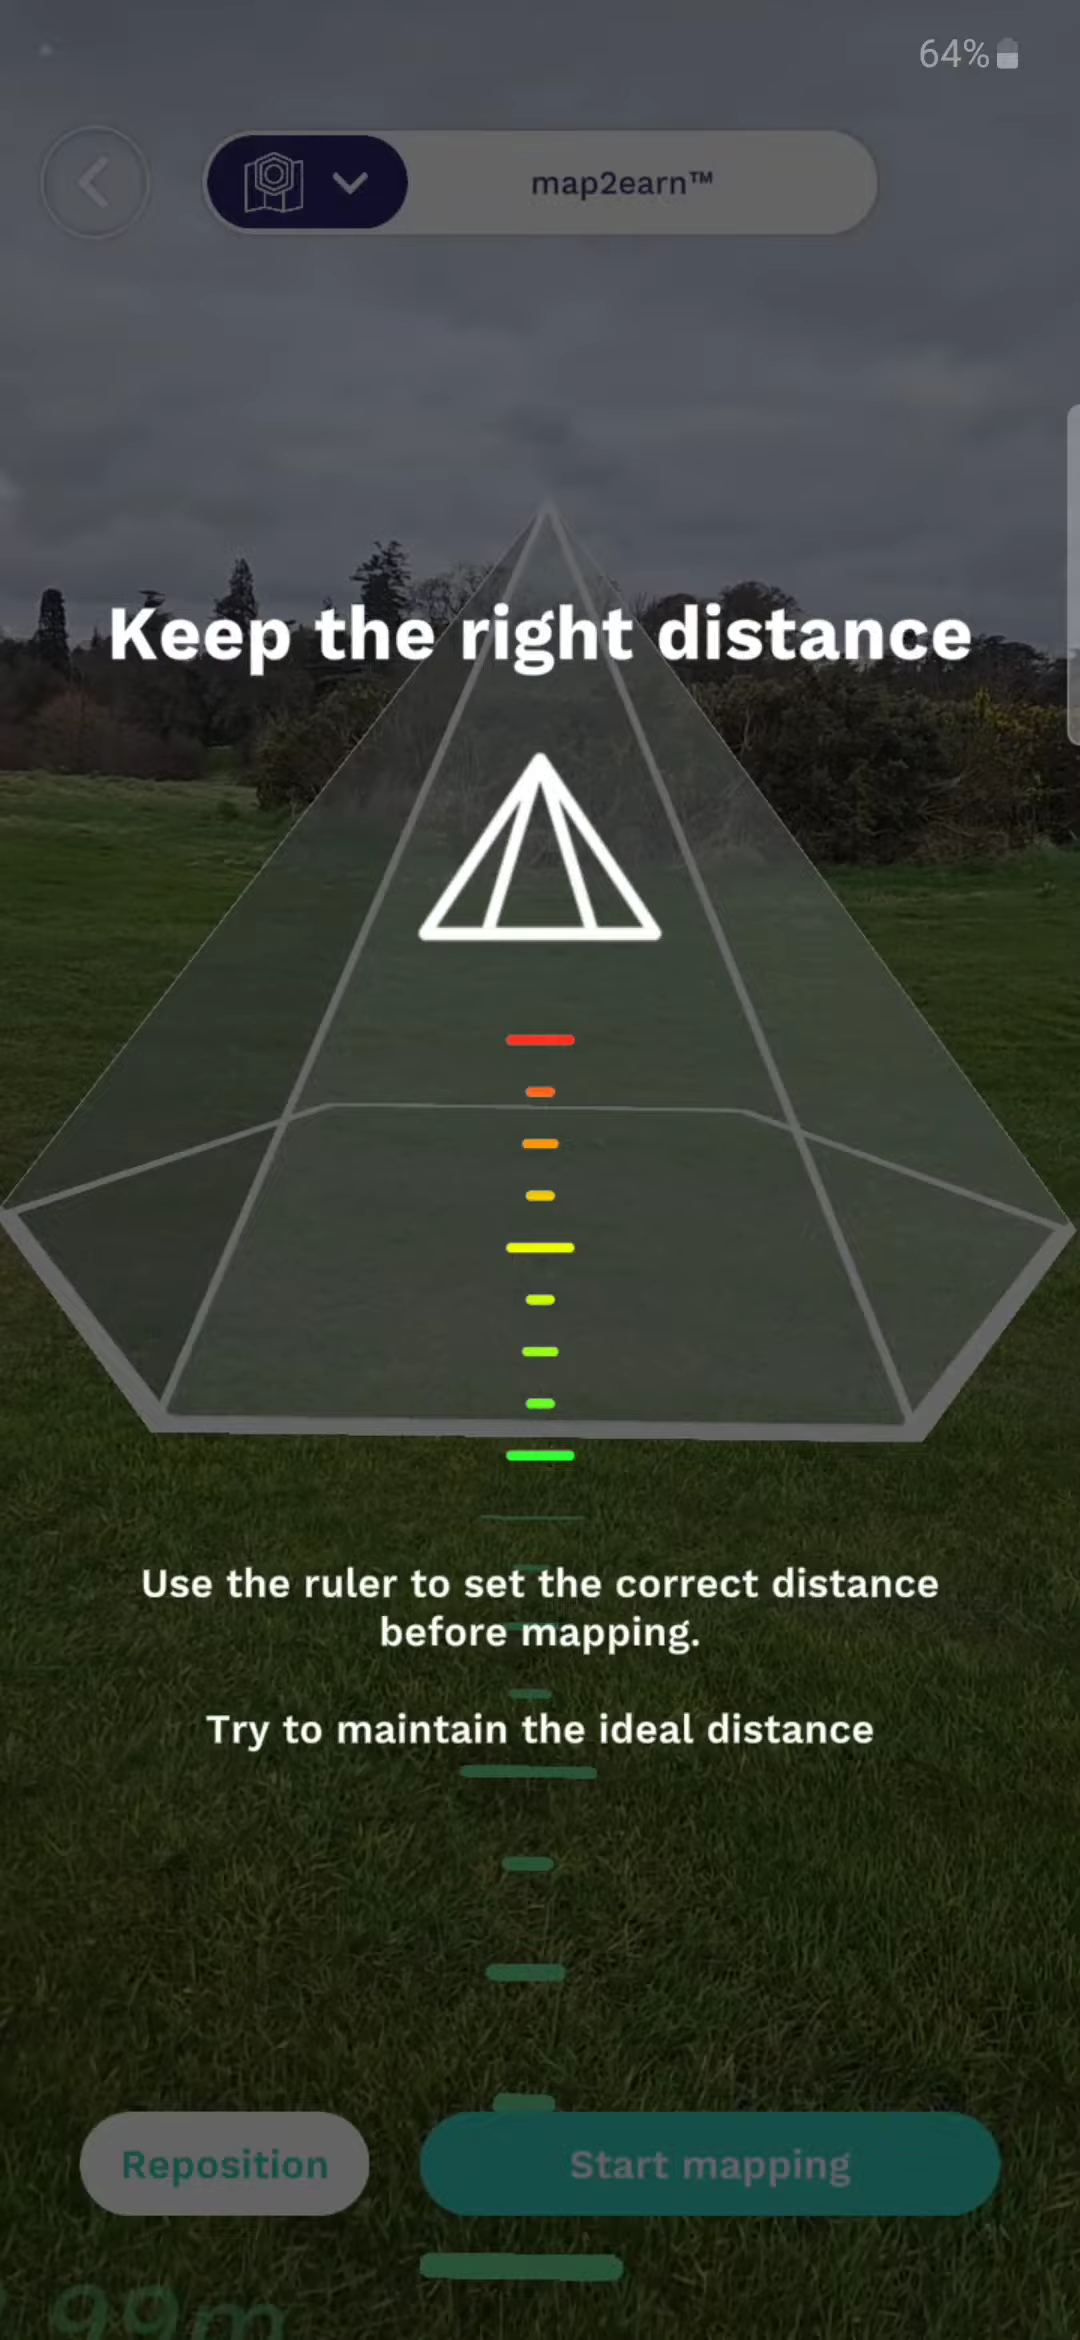 64%
map2earn™
Keep the right distance
Use the ruler to set the correct distance
before mapping.
Try to maintain the ideal distance
Reposition
Start mapping
99m